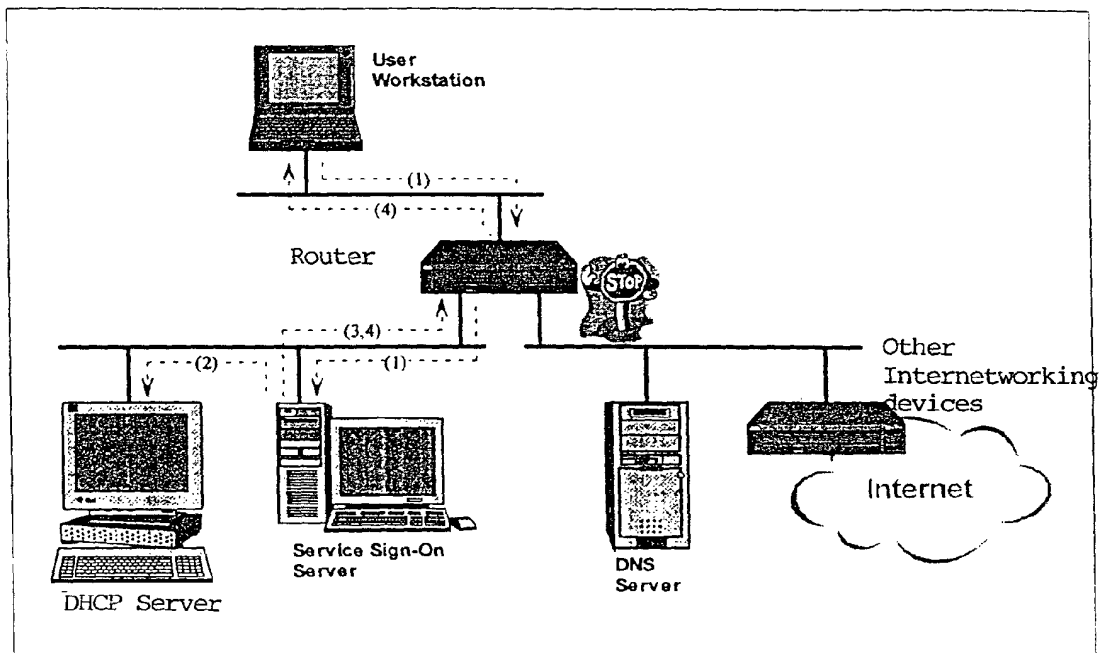 User
Workstation
(1)
(4)
Router
STOP
(3,4)
(2)
(1)
Other
Internetworking
devices
Internet
Service Sign-On
Server
DNS
Server
DHCP Server